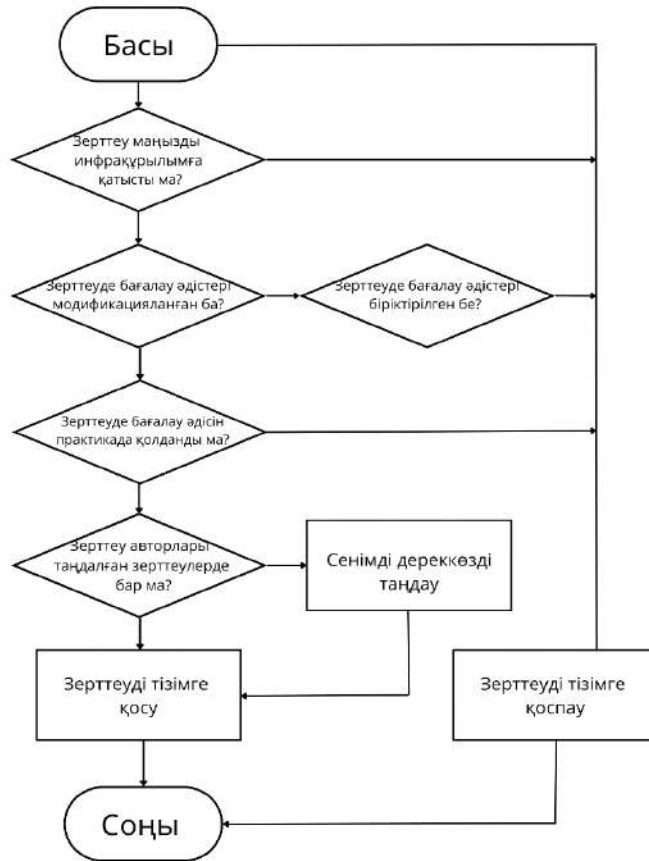 Басы
Зерттеу маңызды
инфрақұрылымға
қатысты ма?
Зерттеуде бағалау әдістері
модификацияланған ба?
Зерттеуде бағалау әдістері
біріктірілген бе?
Зерттеуде бағалау әдісін
практикада қолданды ма?
Зерттеу авторлары
таңдалған зерттеулерде
бар ма?
Сенімді дереккөзді
таңдау
Зерттеуді тізімге
қосу
Зерттеуді тізімге
қоспау
Соңы